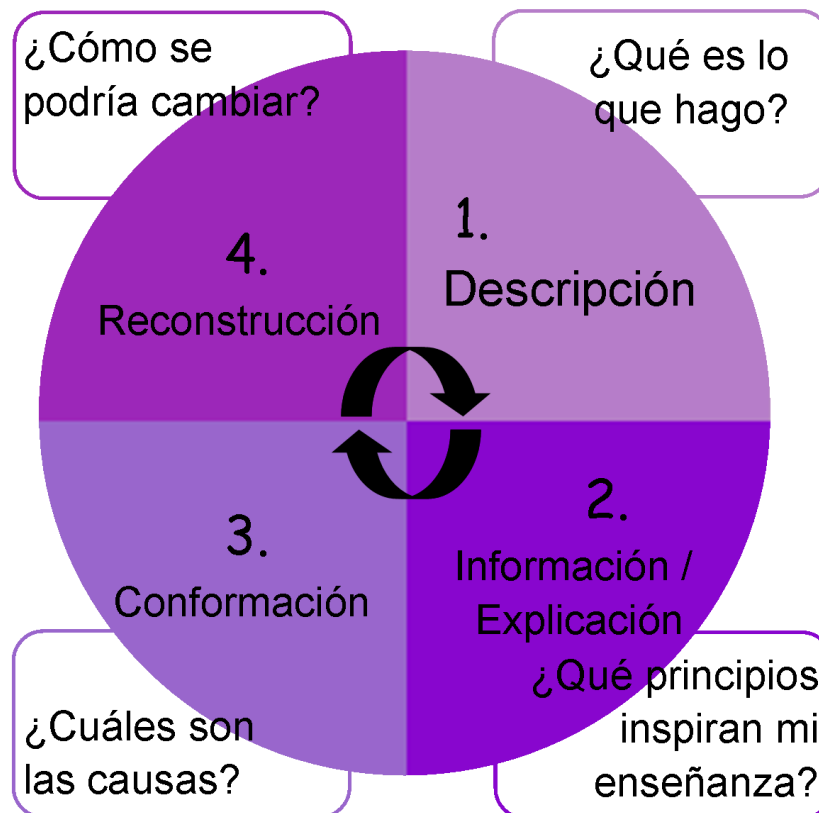 ¿Cómo se
podría cambiar?
¿Qué es lo
que hago?
1.
Descripción
2.
Información /
Explicación
¿Qué principios
inspiran mi
enseñanza?
3.
Conformación
¿Cuáles son
las causas?
4.
Reconstrucción